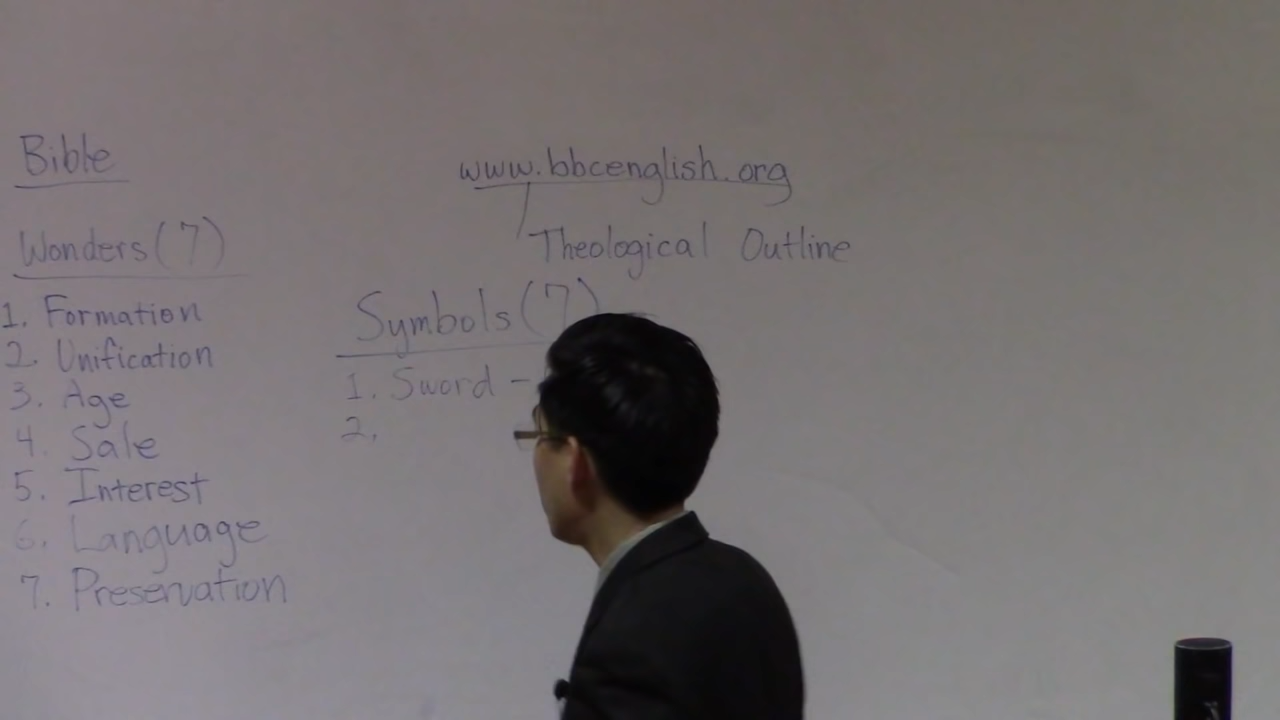 Bible
Wonders(7)
1. Formation
2. Unification
3. Age
4. Sale
5. Interest
6. Language
7. Preservation
www.bbcenglish.org
Theological Outline
Symbols(7)
1. Sword -
2.